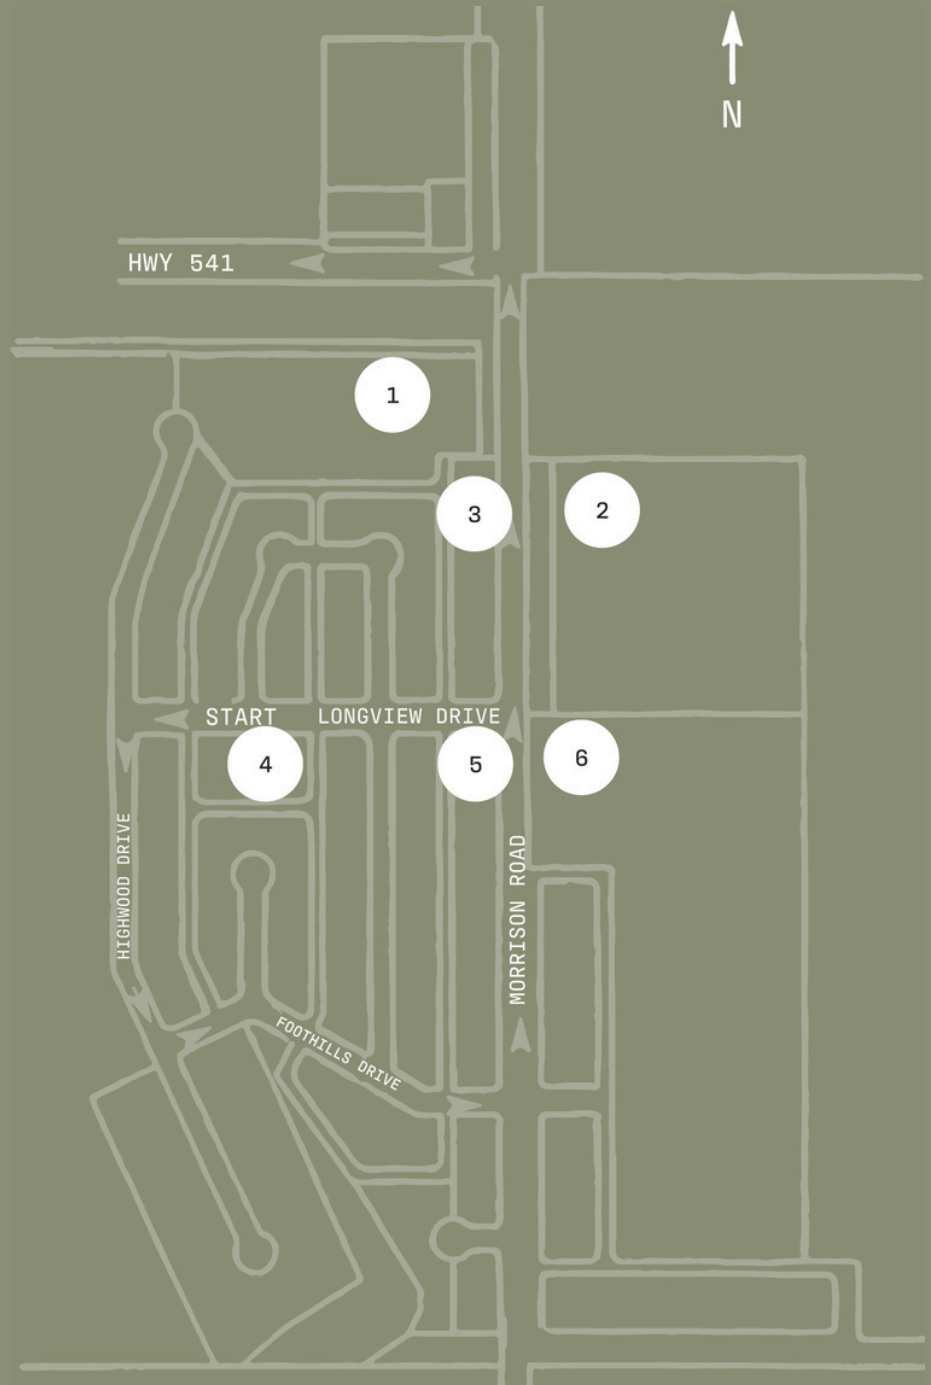 N
HWY 541
1
2
3
START
LONGVIEW DRIVE
4
5
6
HIGHWOOD DRIVE
MORRISON ROAD
FOOTHILLS DRIVE